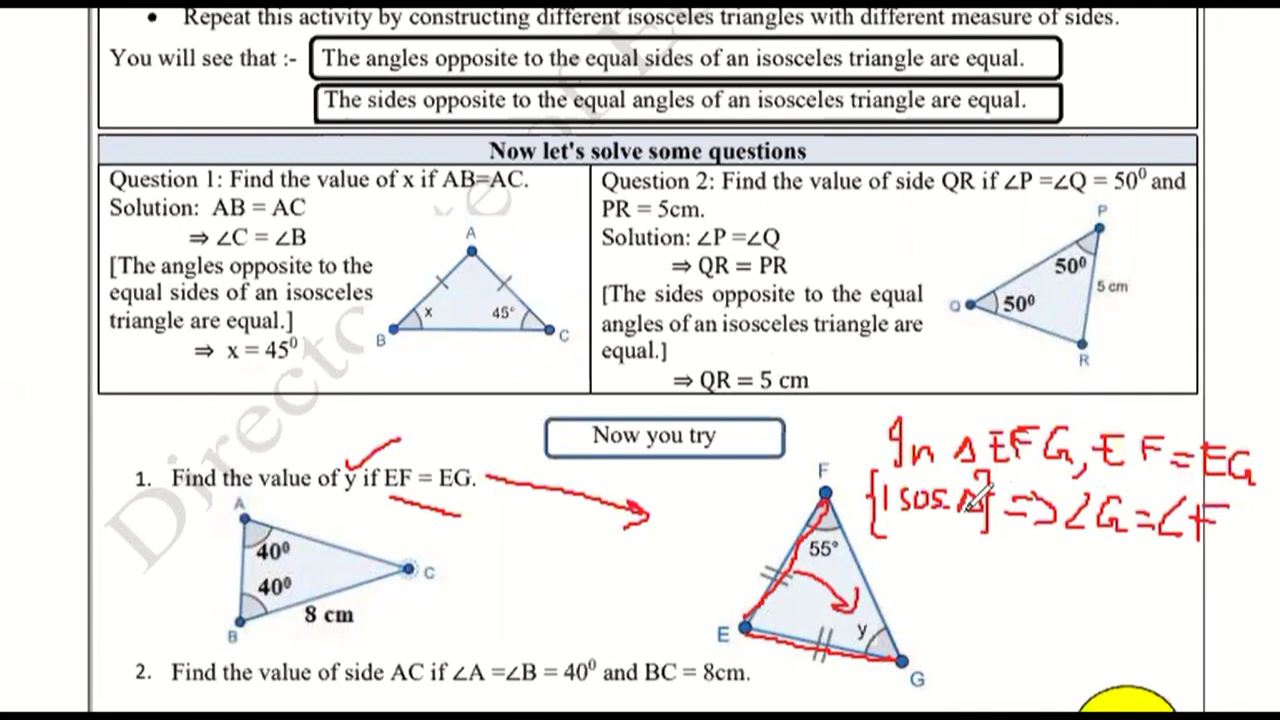 • Repeat this activity by constructing different isosceles triangles with different measure of sides.
You will see that :- The angles opposite to the equal sides of an isosceles triangle are equal.
The sides opposite to the equal angles of an isosceles triangle are equal.
Now let's solve some questions
Question 1: Find the value of x if AB=AC.
Solution: AB = AC
⇒ ∠C = ∠B
[The angles opposite to the
equal sides of an isosceles
triangle are equal.]
⇒ x = 45⁰
A
x
45°
B
C
Question 2: Find the value of side QR if ∠P =∠Q = 50⁰ and
PR = 5cm.
Solution: ∠P =∠Q
⇒ QR = PR
[The sides opposite to the equal
angles of an isosceles triangle are
equal.]
⇒ QR = 5 cm
P
50⁰
5 cm
Q
50⁰
R
Now you try
In ΔEFG, EF=EG
1. Find the value of y if EF = EG.
{Isos Δ} ⇒ ∠G=∠F
A
40⁰
40⁰
C
8 cm
B
F
55°
E
y
G
2. Find the value of side AC if ∠A =∠B = 40⁰ and BC = 8cm.